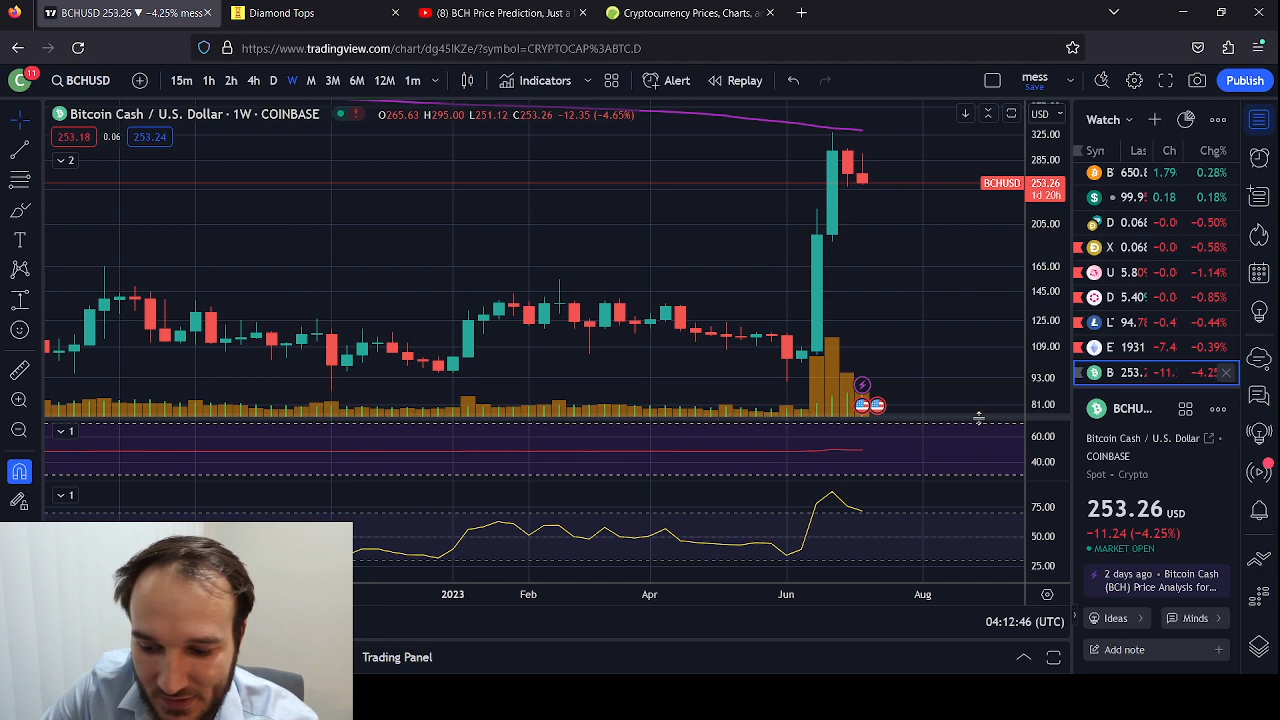 BCHUSD 253.26 ▼ −4.25% mess
Diamond Tops
(8) BCH Price Prediction, Just a
Cryptocurrency Prices, Charts, a
https://www.tradingview.com/chart/dg45IKZe/?symbol=CRYPTOCAP%3ABTC.D
C 11 BCHUSD 15m 1h 2h 4h D W M 3M 6M 12M 1m Indicators Alert Replay mess Save Publish
Bitcoin Cash / U.S. Dollar · 1W · COINBASE O265.63 H295.00 L251.12 C253.26 −12.35 (−4.65%) USD
253.18 0.06 253.24
2
325.00
285.00
BCHUSD 253.26
1d 20h
205.00
165.00
145.00
125.00
109.00
93.00
81.00
1
60.00
40.00
1
75.00
50.00
25.00
2023 Feb Apr Jun Aug
04:12:46 (UTC)
Trading Panel
Watch
Syn Las Ch Chg%
B 650.8 1.79 0.28%
99.9 0.18 0.18%
D 0.068 −0.0 −0.50%
X 0.068 −0.0 −0.58%
U 5.80 −0.0 −1.14%
D 5.40 −0.0 −0.85%
L 94.78 −0.4 −0.44%
E 1931 −7.4 −0.39%
B 253.2 −11. −4.25
BCHU...
Bitcoin Cash / U.S. Dollar
COINBASE
Spot · Crypto
253.26 USD
−11.24 (−4.25%)
MARKET OPEN
2 days ago · Bitcoin Cash
(BCH) Price Analysis for...
Ideas
Minds
Add note